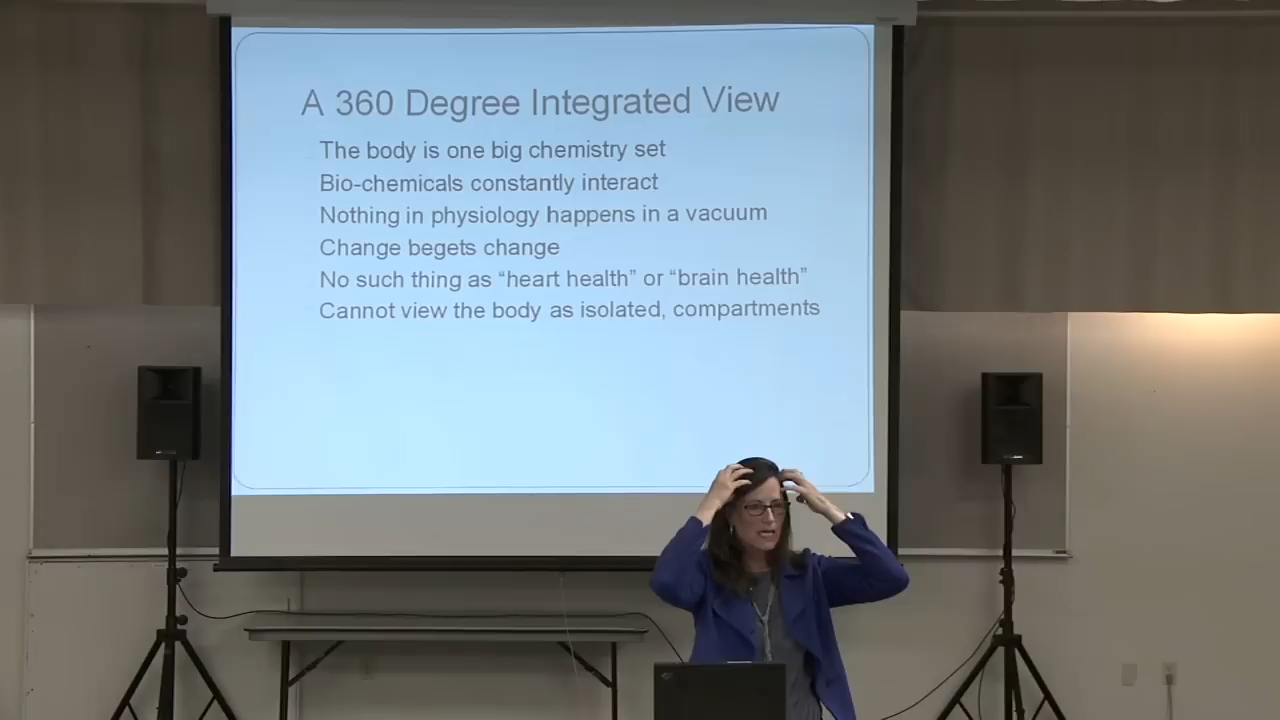 A 360 Degree Integrated View
The body is one big chemistry set
Bio-chemicals constantly interact
Nothing in physiology happens in a vacuum
Change begets change
No such thing as “heart health” or “brain health”
Cannot view the body as isolated, compartments